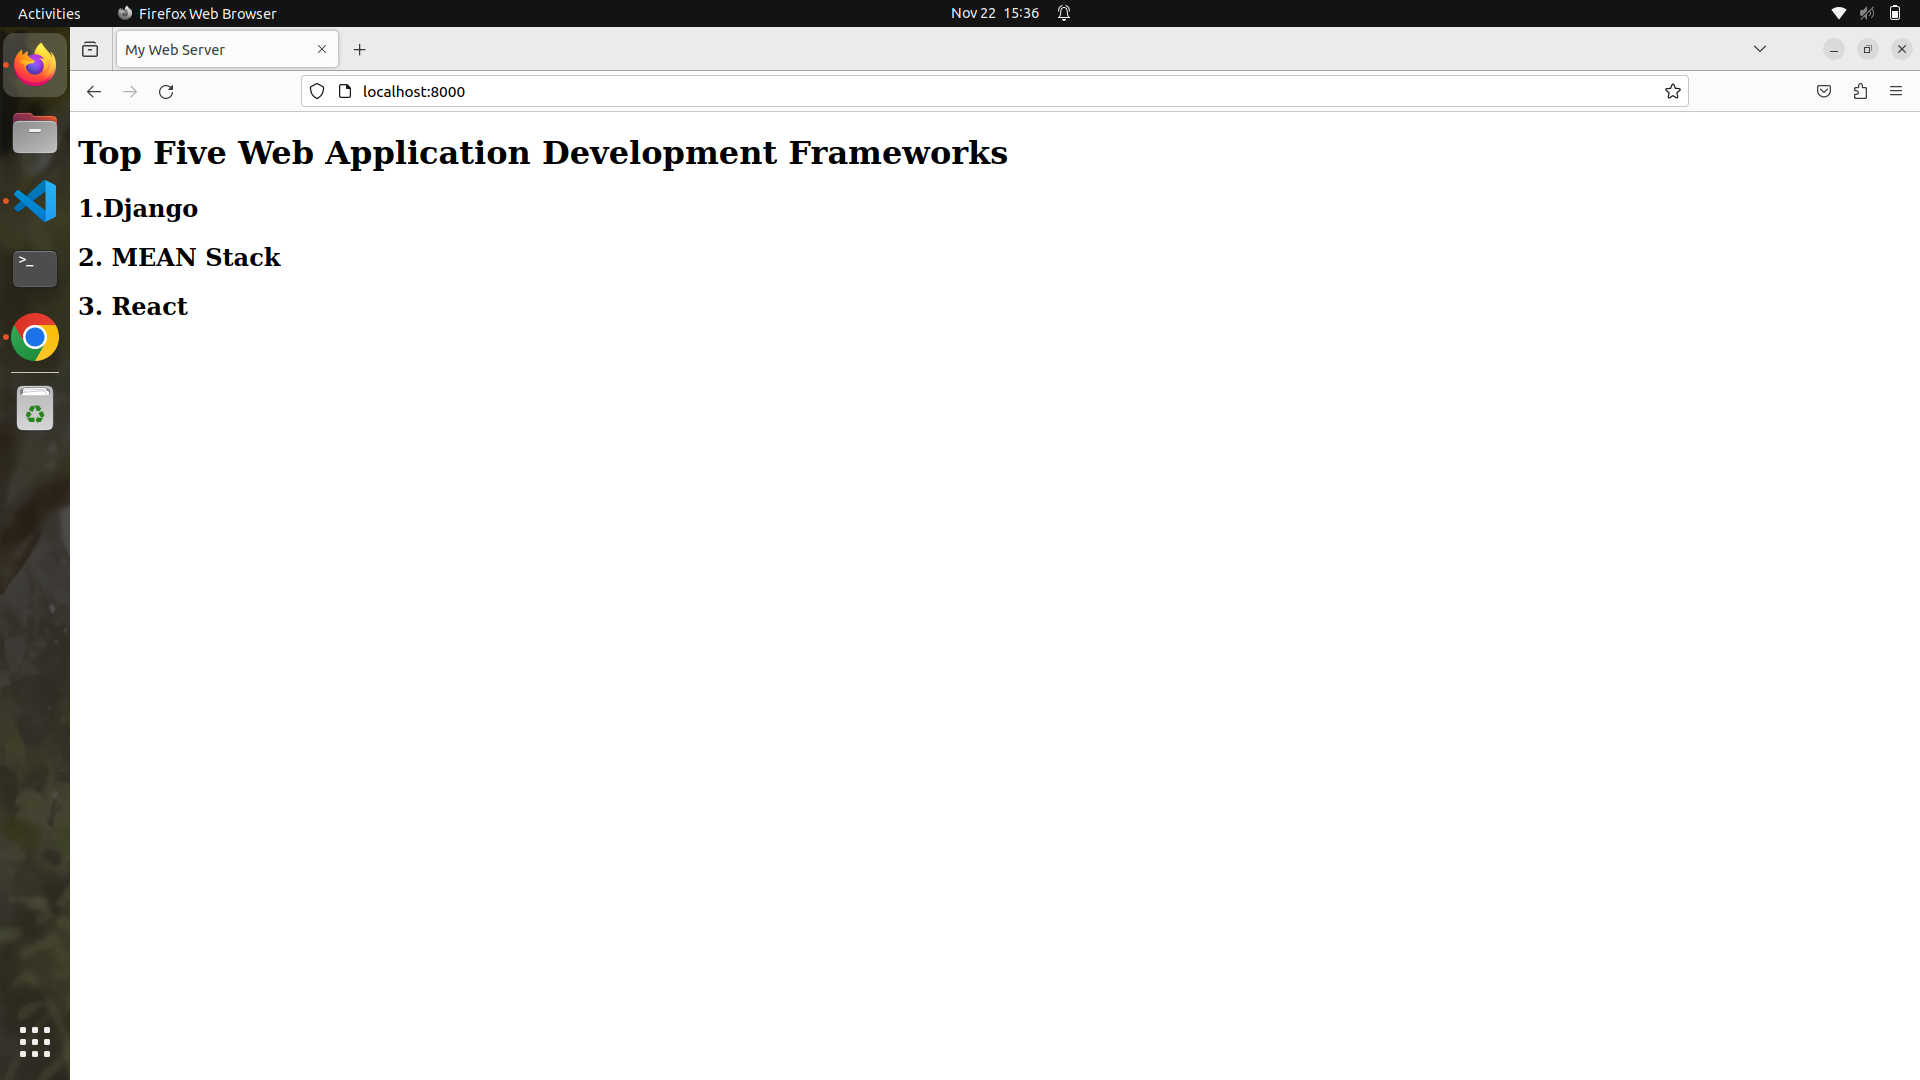 Activities Firefox Web Browser Nov 22 15:36
My Web Server
localhost:8000
Top Five Web Application Development Frameworks
1.Django
2. MEAN Stack
3. React
>_